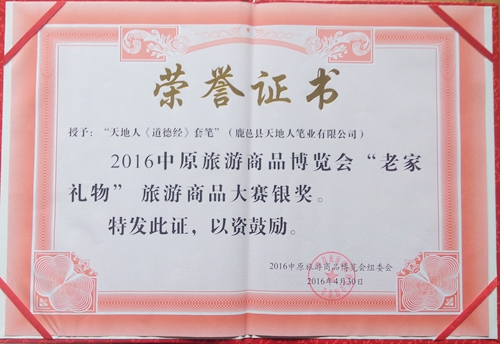 荣誉证书
授予：“天地人《道德经》套笔”（鹿邑县天地人笔业有限公司）
2016中原旅游商品博览会“老家
礼物”旅游商品大赛银奖。
特发此证，以资鼓励。
2016中原旅游商品博览会组委会
2016年4月30日